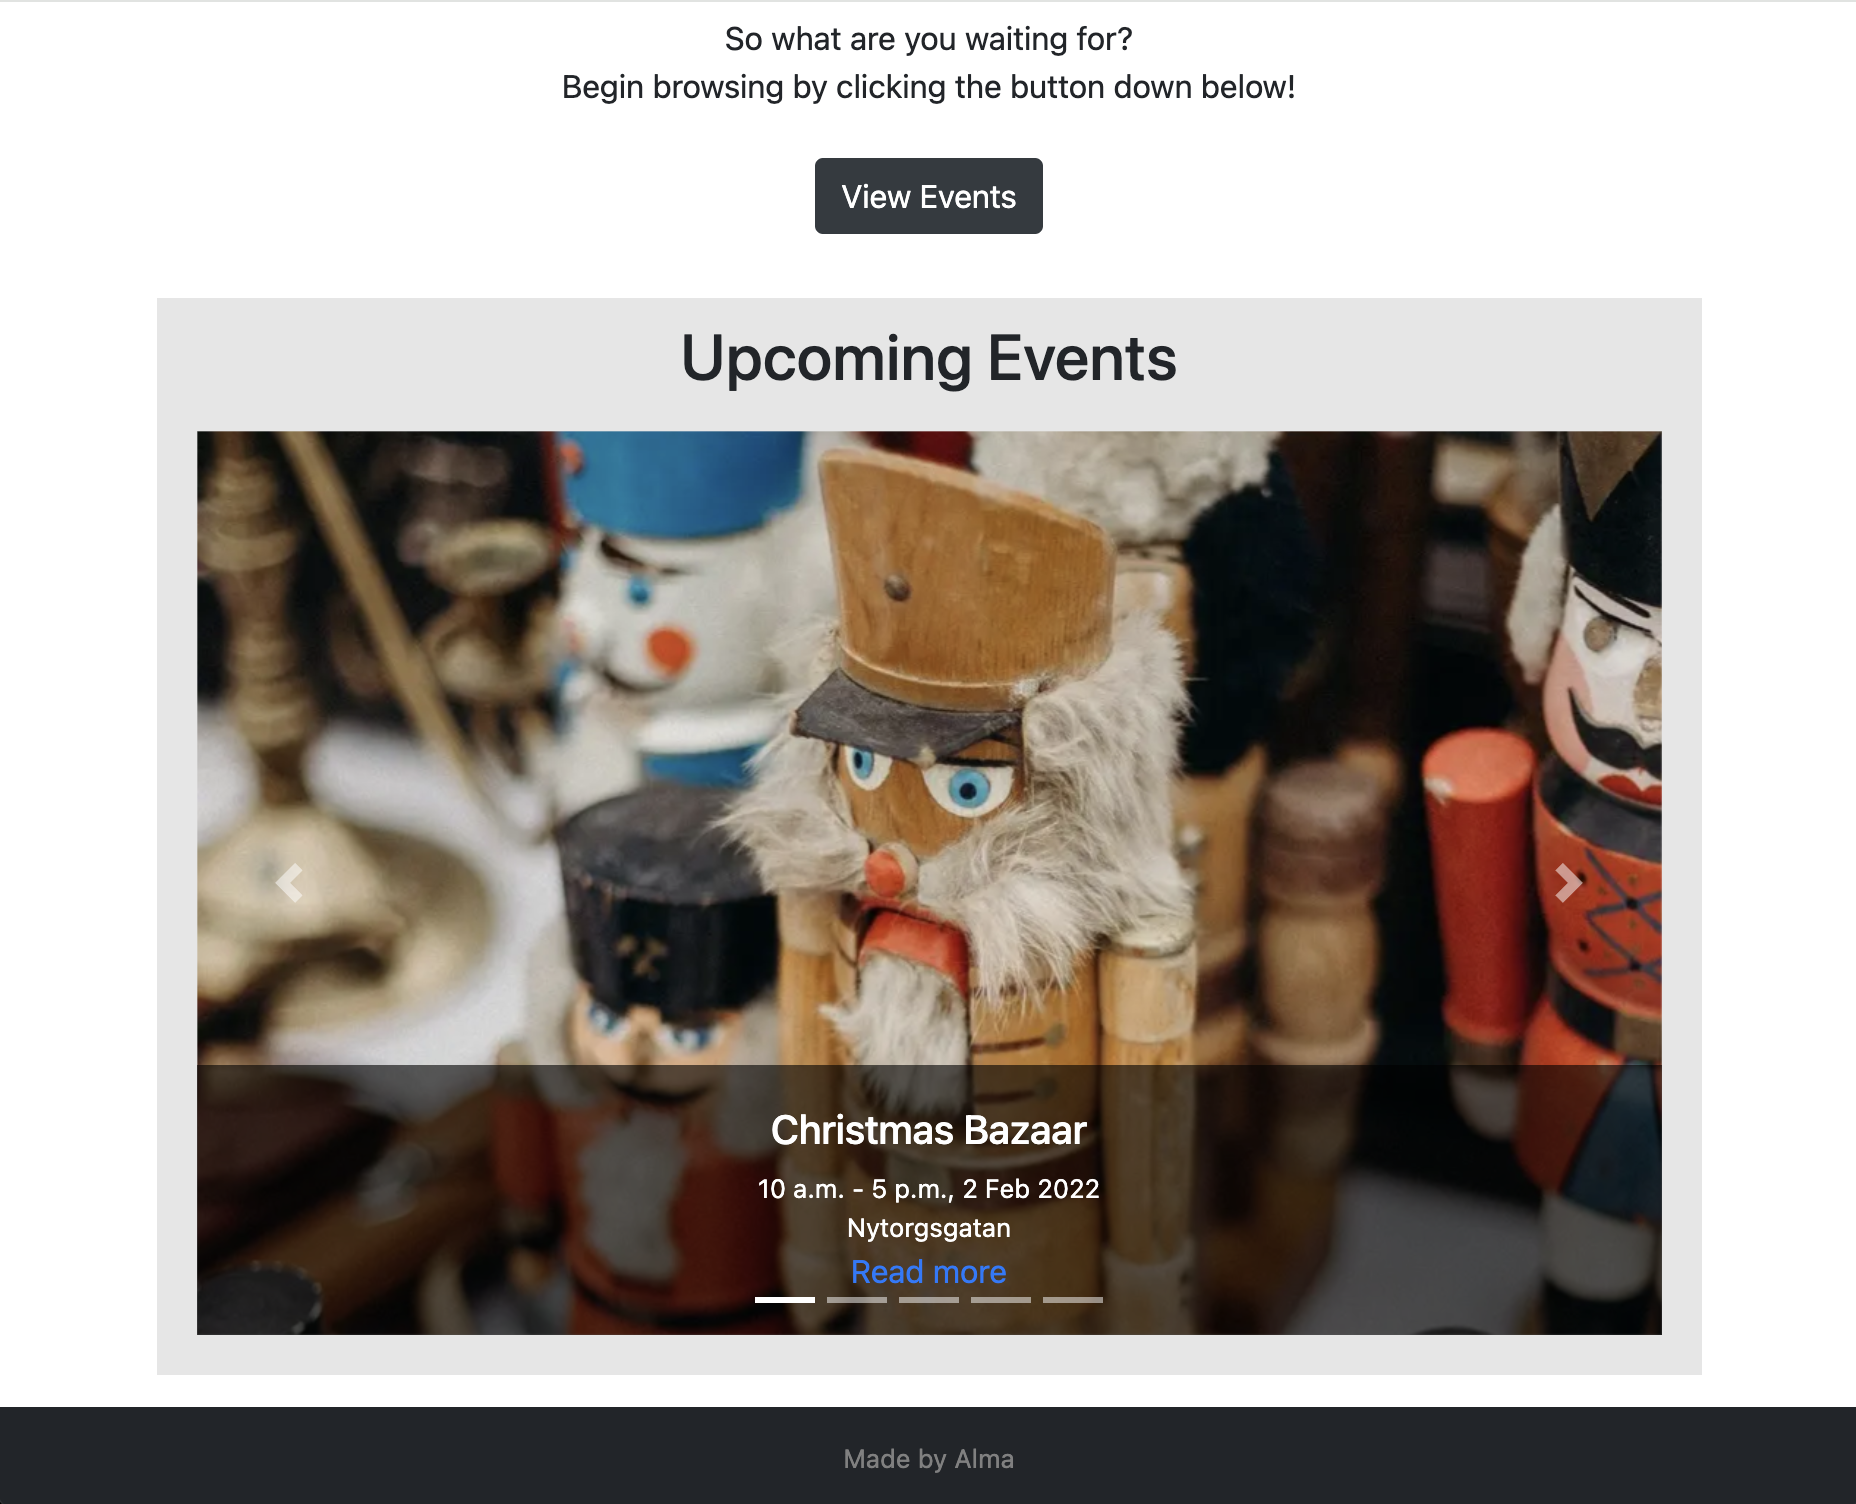 So what are you waiting for?
Begin browsing by clicking the button down below!
View Events
Upcoming Events
Christmas Bazaar
10 a.m. - 5 p.m., 2 Feb 2022
Nytorgsgatan
Read more
Made by Alma